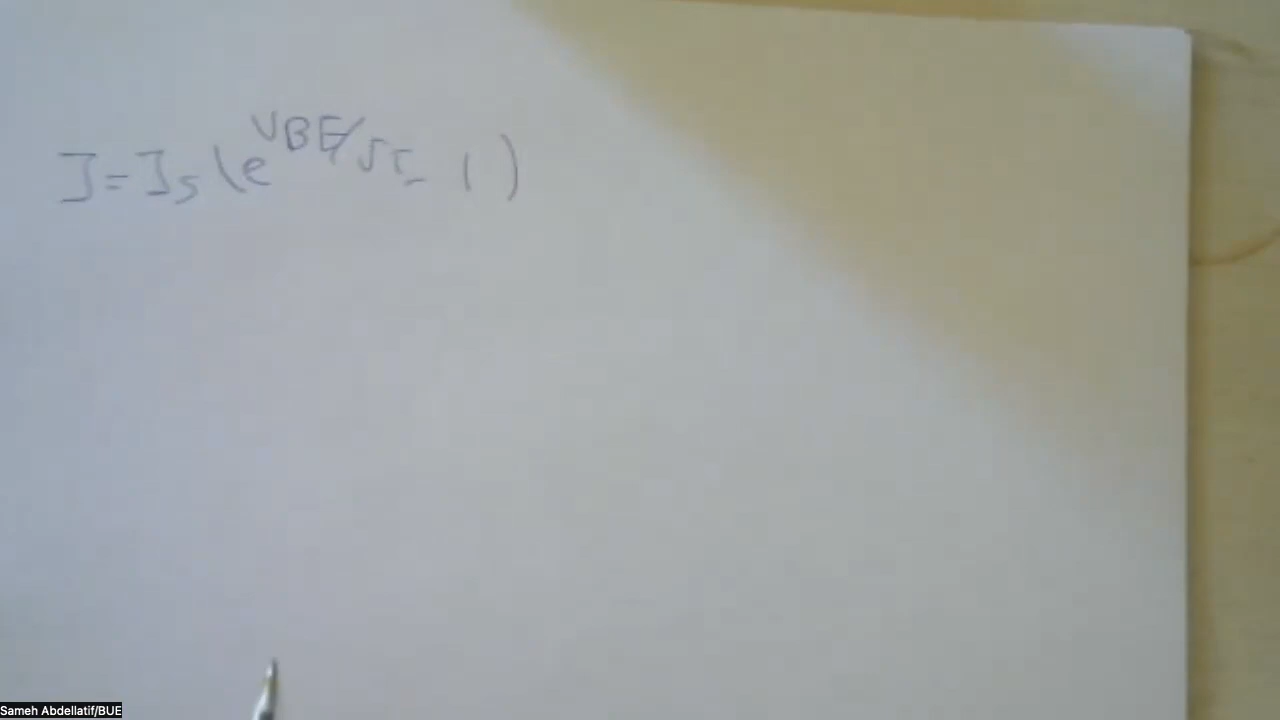 I = Is (e^VBE/VT - 1)
Sameh Abdellatif/BUE